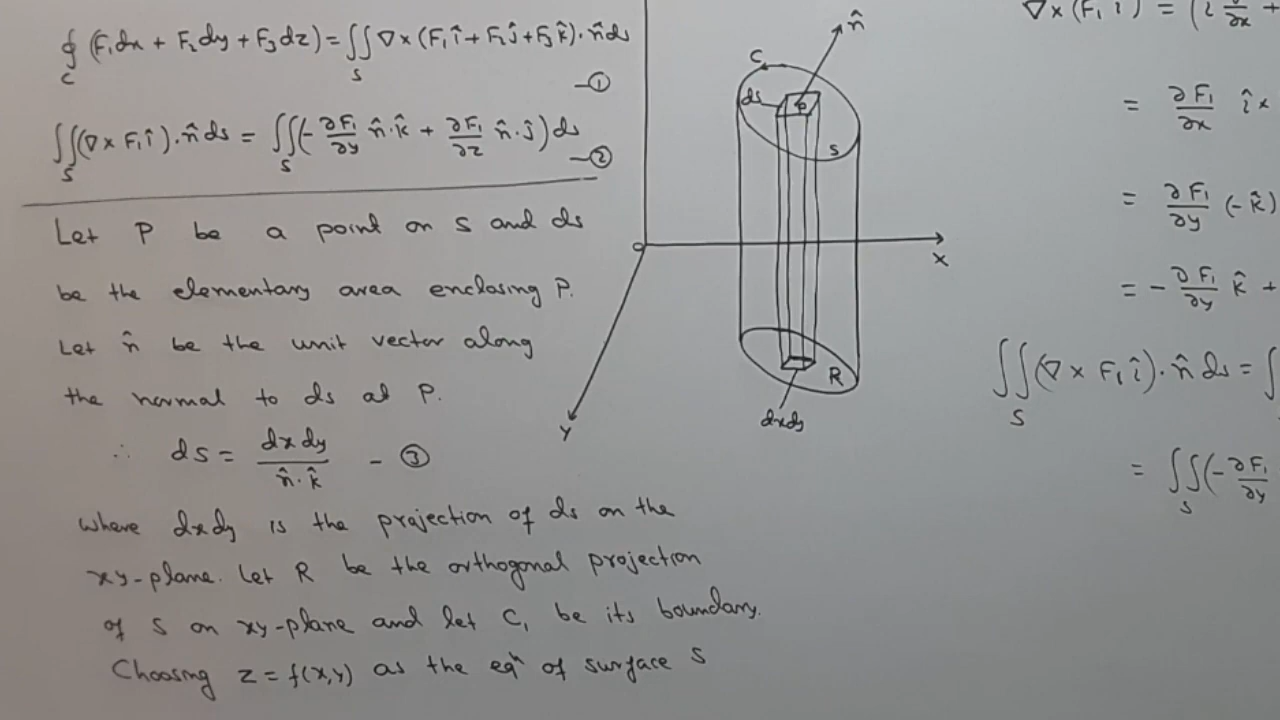 ∮_C (F₁dx + F₂dy + F₃dz) = ∬_S ∇ × (F₁î + F₂ĵ + F₃k̂) · n̂ ds
—①
∬_S (∇ × F₁î) · n̂ ds = ∬_S (-∂F₁/∂y n̂·k̂ + ∂F₁/∂z n̂·ĵ) ds
—②
Let P be a point on S and ds
be the elementary area enclosing P.
Let n̂ be the unit vector along
the normal to ds at P.
∴ ds = dx dy / n̂·k̂ - ③
where dxdy is the projection of ds on the
xy-plane. Let R be the orthogonal projection
of S on xy-plane and let C₁ be its boundary.
Choosing z = f(x,y) as the eqⁿ of surface S
n̂
C
ds
P
S
O
X
Y
R
dxdy
∇ × (F₁ î) = (î ∂/∂x +
= ∂F₁/∂x î ×
= ∂F₁/∂y (-k̂)
= - ∂F₁/∂y k̂ +
∬_S (∇ × F₁î) · n̂ ds =
= ∬_S (-∂F₁/∂y